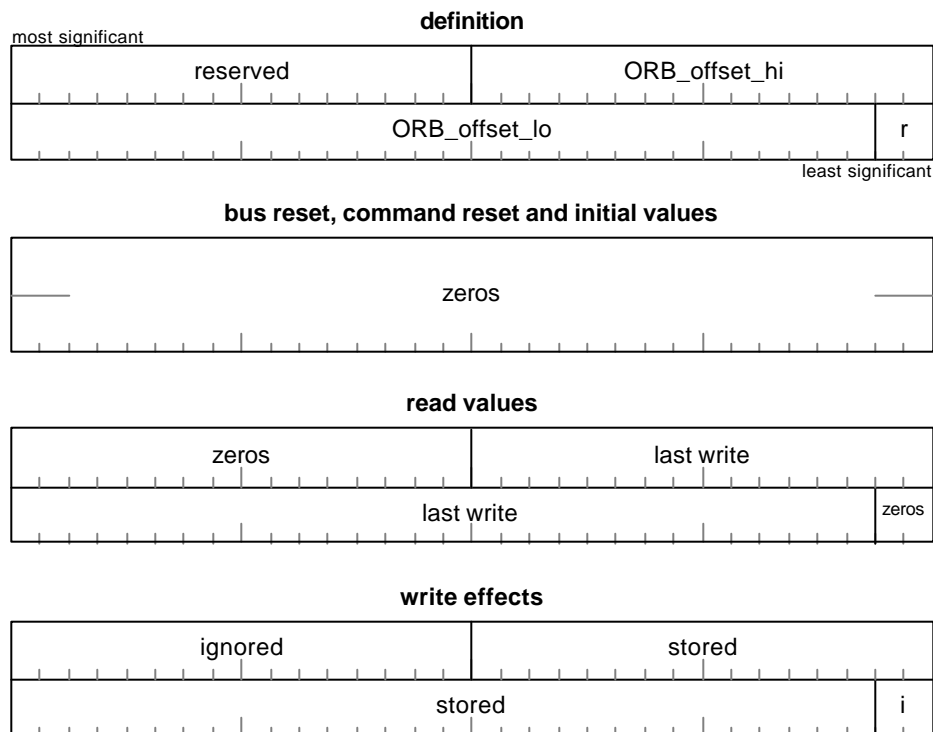 definition
most significant
reserved ORB_offset_hi
ORB_offset_lo r
least significant
bus reset, command reset and initial values
zeros
read values
zeros last write
last write zeros
write effects
ignored stored
stored i